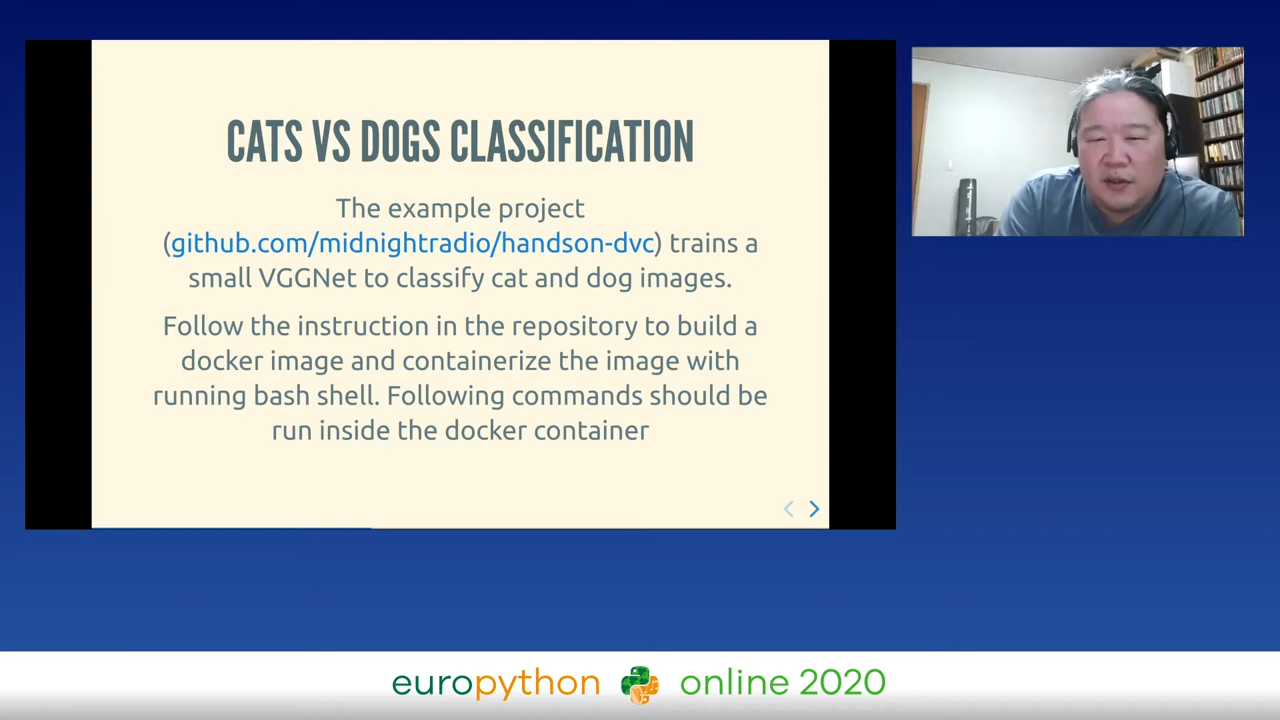 CATS VS DOGS CLASSIFICATION
The example project
(github.com/midnightradio/handson-dvc) trains a
small VGGNet to classify cat and dog images.
Follow the instruction in the repository to build a
docker image and containerize the image with
running bash shell. Following commands should be
run inside the docker container
europython online 2020